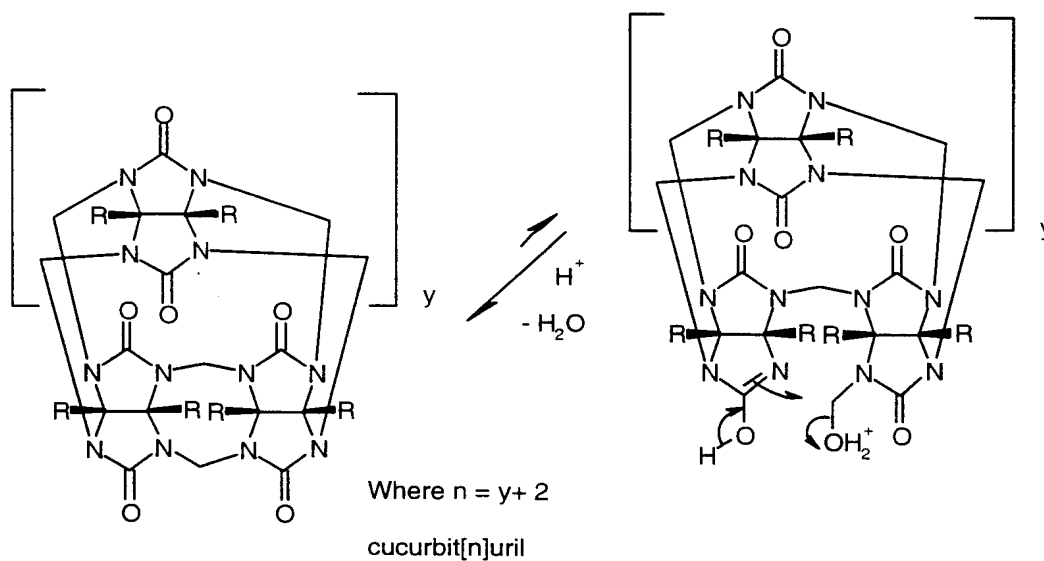 O
N N
R R
N N
O
y
O O
N N N N
R R R R
N N N N
O O
H⁺
- H₂O
O
N N
R R
N N
O
y
O O
N N N N
R R R R
N N N N
H O OH₂⁺ O
Where n = y+ 2
cucurbit[n]uril